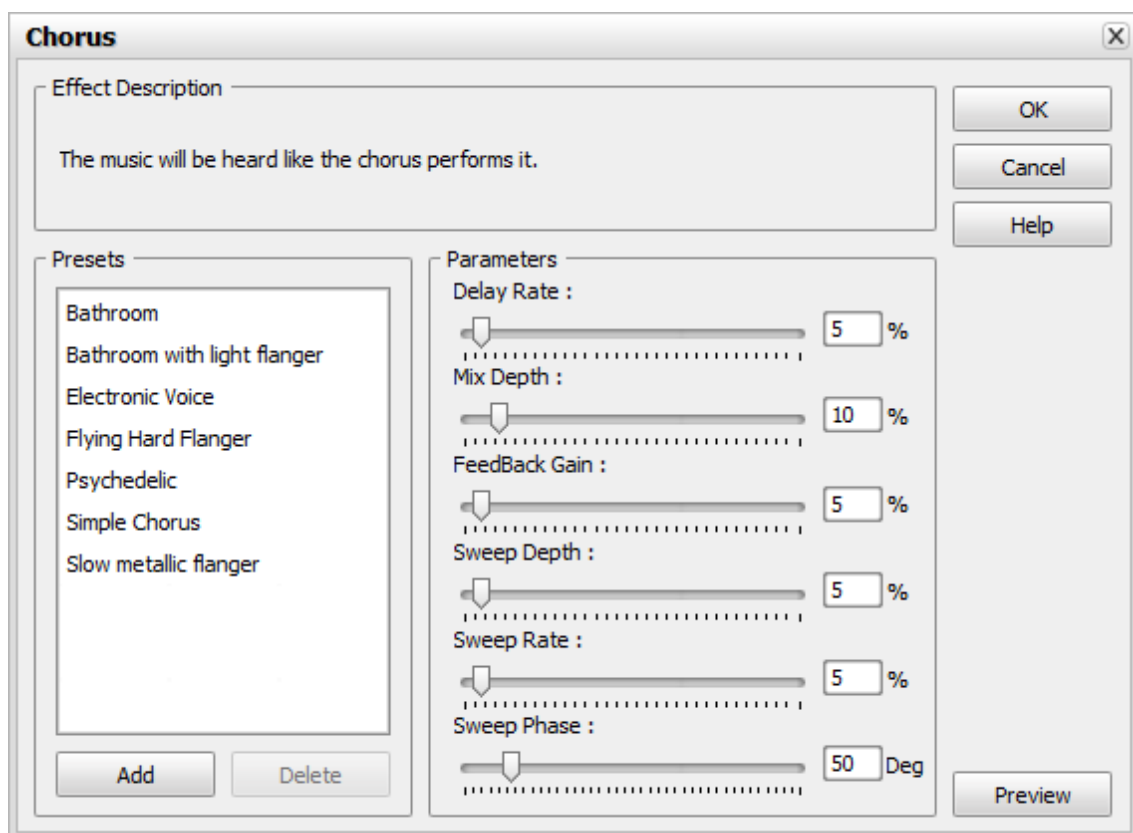 Chorus
Effect Description
The music will be heard like the chorus performs it.
OK
Cancel
Help
Presets
Bathroom
Bathroom with light flanger
Electronic Voice
Flying Hard Flanger
Psychedelic
Simple Chorus
Slow metallic flanger
Add
Delete
Parameters
Delay Rate :
5 %
Mix Depth :
10 %
FeedBack Gain :
5 %
Sweep Depth :
5 %
Sweep Rate :
5 %
Sweep Phase :
50 Deg
Preview